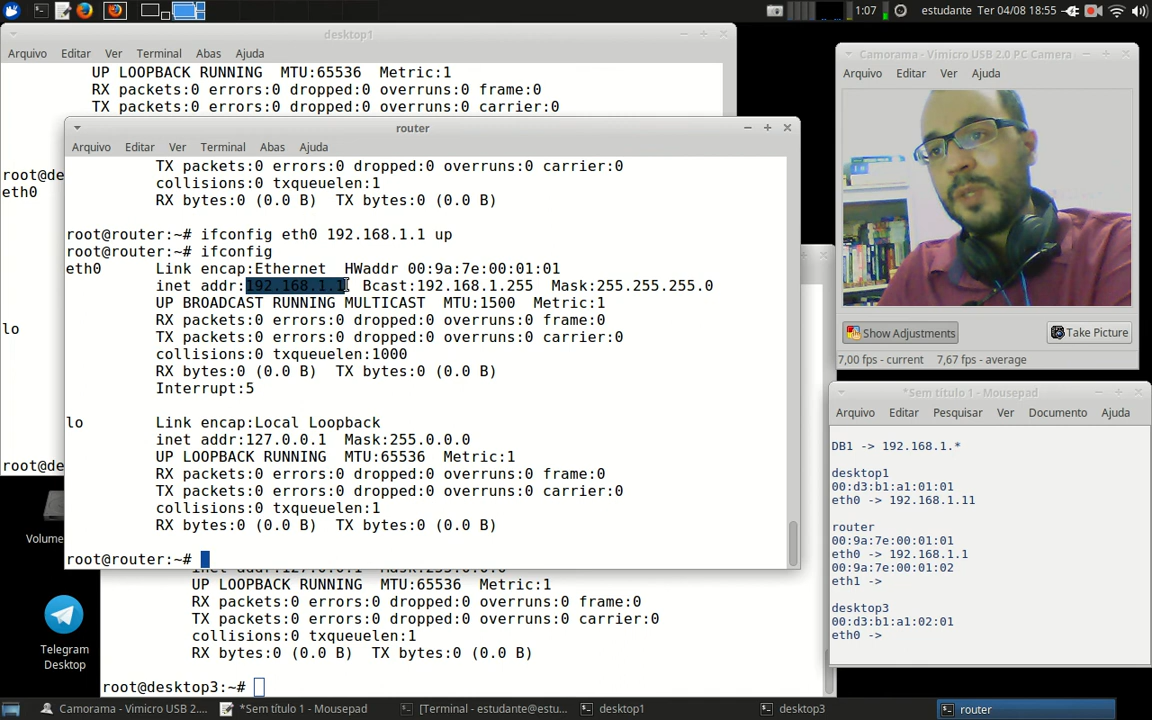 1:07
estudante
Ter 04/08 18:55
desktop1
Arquivo Editar Ver Terminal Abas Ajuda
UP LOOPBACK RUNNING MTU:65536 Metric:1
RX packets:0 errors:0 dropped:0 overruns:0 frame:0
TX packets:0 errors:0 dropped:0 overruns:0 carrier:0
root@de
eth0
lo
root@de
router
Arquivo Editar Ver Terminal Abas Ajuda
TX packets:0 errors:0 dropped:0 overruns:0 carrier:0
collisions:0 txqueuelen:1
RX bytes:0 (0.0 B) TX bytes:0 (0.0 B)
root@router:~# ifconfig eth0 192.168.1.1 up
root@router:~# ifconfig
eth0 Link encap:Ethernet HWaddr 00:9a:7e:00:01:01
inet addr:192.168.1.1 Bcast:192.168.1.255 Mask:255.255.255.0
UP BROADCAST RUNNING MULTICAST MTU:1500 Metric:1
RX packets:0 errors:0 dropped:0 overruns:0 frame:0
TX packets:0 errors:0 dropped:0 overruns:0 carrier:0
collisions:0 txqueuelen:1000
RX bytes:0 (0.0 B) TX bytes:0 (0.0 B)
Interrupt:5
lo Link encap:Local Loopback
inet addr:127.0.0.1 Mask:255.0.0.0
UP LOOPBACK RUNNING MTU:65536 Metric:1
RX packets:0 errors:0 dropped:0 overruns:0 frame:0
TX packets:0 errors:0 dropped:0 overruns:0 carrier:0
collisions:0 txqueuelen:1
RX bytes:0 (0.0 B) TX bytes:0 (0.0 B)
root@router:~#
UP LOOPBACK RUNNING MTU:65536 Metric:1
RX packets:0 errors:0 dropped:0 overruns:0 frame:0
TX packets:0 errors:0 dropped:0 overruns:0 carrier:0
collisions:0 txqueuelen:1
RX bytes:0 (0.0 B) TX bytes:0 (0.0 B)
root@desktop3:~#
Volume
Telegram
Desktop
Camorama - Vimicro USB 2.0 PC Camera
Arquivo Editar Ver Ajuda
Show Adjustments
Take Picture
7,00 fps - current 7,67 fps - average
*Sem título 1 - Mousepad
Arquivo Editar Pesquisar Ver Documento Ajuda
DB1 -> 192.168.1.*
desktop1
00:d3:b1:a1:01:01
eth0 -> 192.168.1.11
router
00:9a:7e:00:01:01
eth0 -> 192.168.1.1
00:9a:7e:00:01:02
eth1 ->
desktop3
00:d3:b1:a1:02:01
eth0 ->
Camorama - Vimicro USB 2....
*Sem título 1 - Mousepad
[Terminal - estudante@estu...
desktop1
desktop3
router